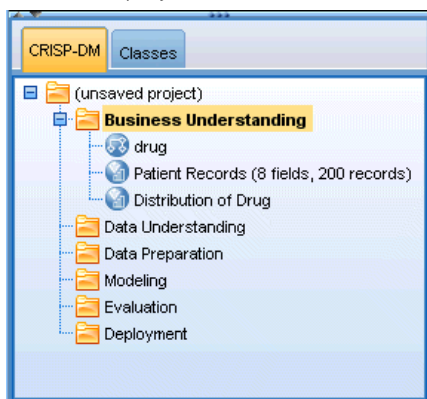 CRISP-DM Classes
(unsaved project)
Business Understanding
drug
Patient Records (8 fields, 200 records)
Distribution of Drug
Data Understanding
Data Preparation
Modeling
Evaluation
Deployment